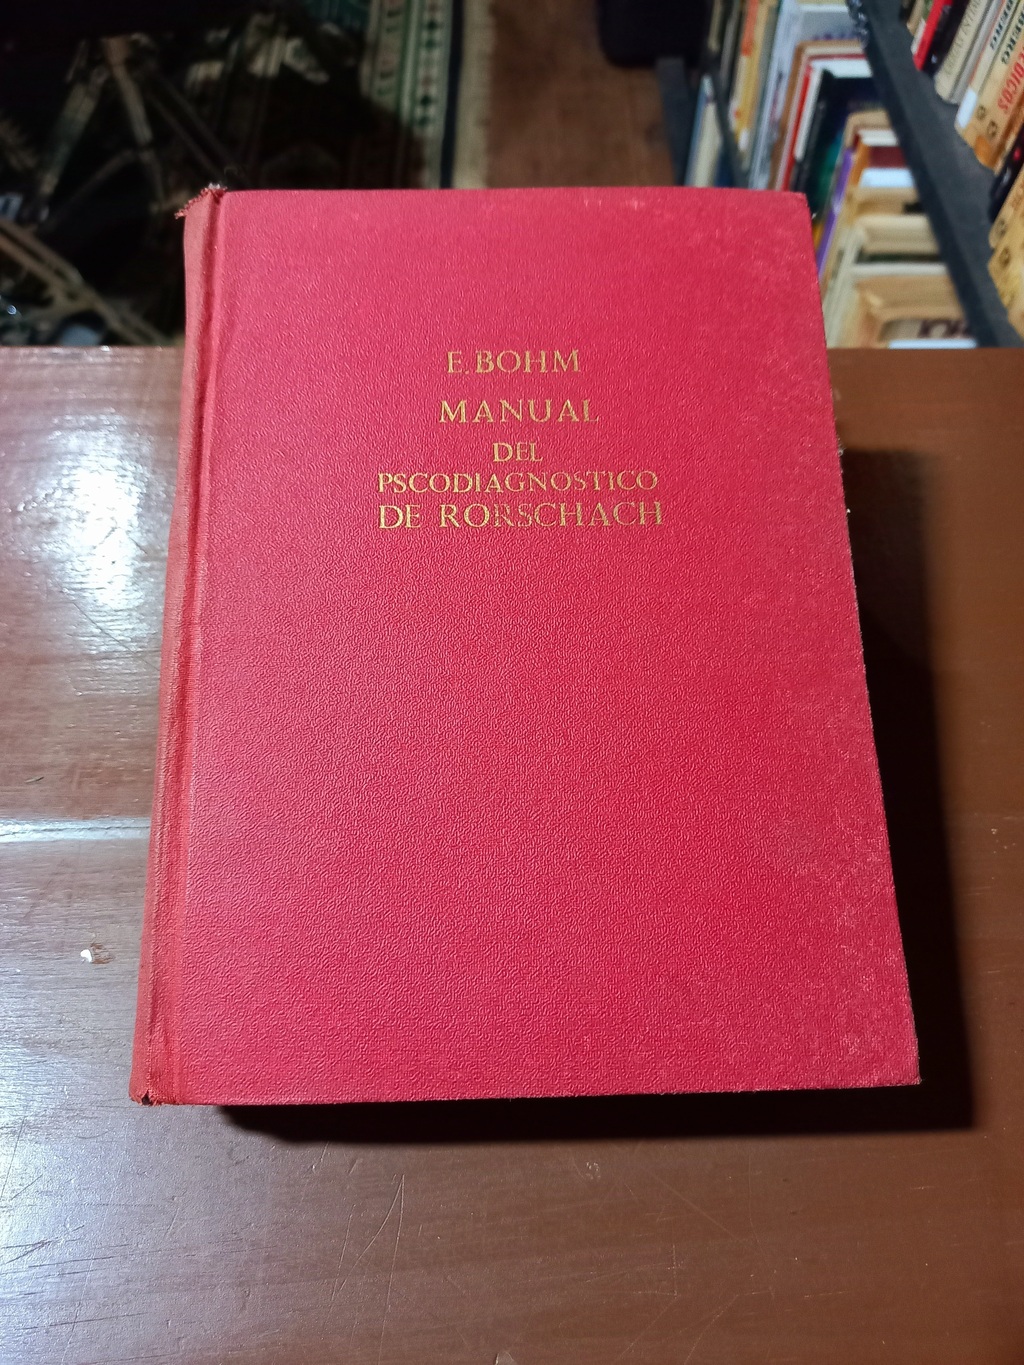 E. BOHM
MANUAL
DEL
PSCODIAGNOSTICO
DE RORSCHACH